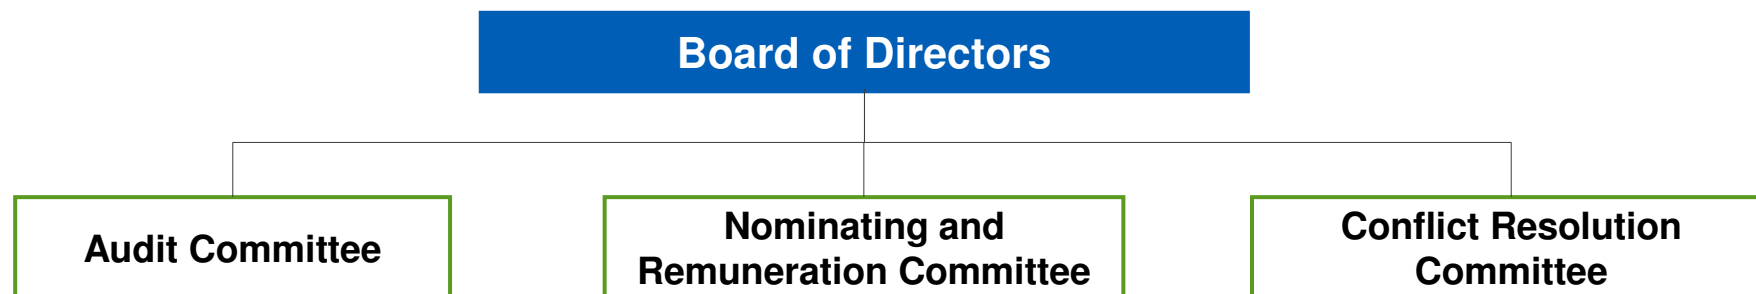 Board of Directors
Audit Committee
Nominating and
Remuneration Committee
Conflict Resolution
Committee